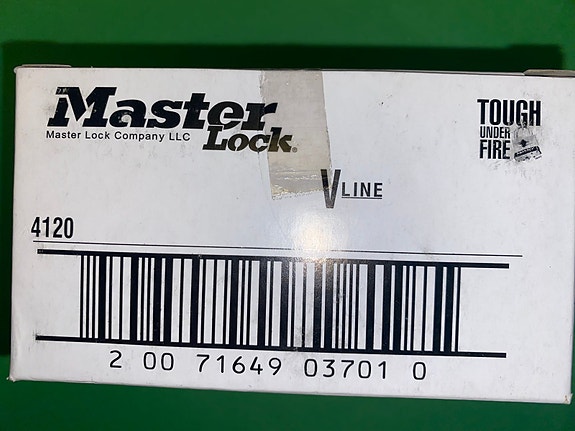 Master Lock®
Master Lock Company LLC
TOUGH
UNDER
FIRE
V LINE
4120
2 00 71649 03701 0